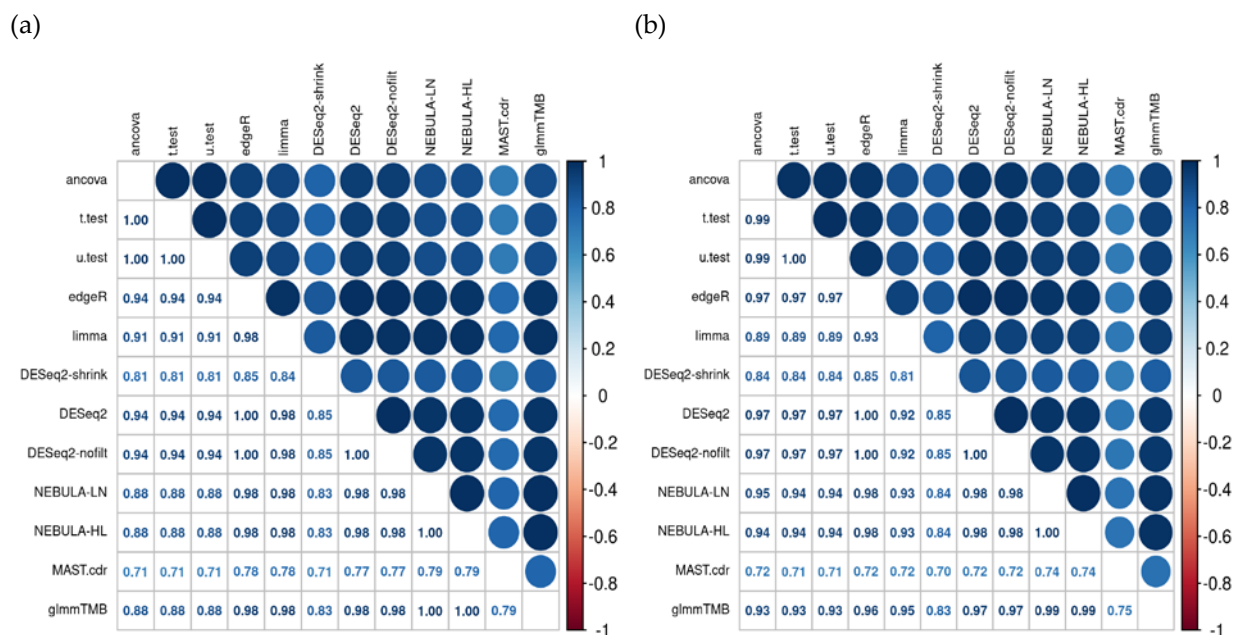 (a)
ancova t.test u.test edgeR limma DESeq2-shrink DESeq2 DESeq2-nofilt NEBULA-LN NEBULA-HL MAST.cdr glmmTMB
ancova
t.test 1.00
u.test 1.00 1.00
edgeR 0.94 0.94 0.94
limma 0.91 0.91 0.91 0.98
DESeq2-shrink 0.81 0.81 0.81 0.85 0.84
DESeq2 0.94 0.94 0.94 1.00 0.98 0.85
DESeq2-nofilt 0.94 0.94 0.94 1.00 0.98 0.85 1.00
NEBULA-LN 0.88 0.88 0.88 0.98 0.98 0.83 0.98 0.98
NEBULA-HL 0.88 0.88 0.88 0.98 0.98 0.83 0.98 0.98 1.00
MAST.cdr 0.71 0.71 0.71 0.78 0.78 0.71 0.77 0.77 0.79 0.79
glmmTMB 0.88 0.88 0.88 0.98 0.98 0.83 0.98 0.98 1.00 1.00 0.79
1
0.8
0.6
0.4
0.2
0
-0.2
-0.4
-0.6
-0.8
-1
(b)
ancova t.test u.test edgeR limma DESeq2-shrink DESeq2 DESeq2-nofilt NEBULA-LN NEBULA-HL MAST.cdr glmmTMB
ancova
t.test 0.99
u.test 0.99 1.00
edgeR 0.97 0.97 0.97
limma 0.89 0.89 0.89 0.93
DESeq2-shrink 0.84 0.84 0.84 0.85 0.81
DESeq2 0.97 0.97 0.97 1.00 0.92 0.85
DESeq2-nofilt 0.97 0.97 0.97 1.00 0.92 0.85 1.00
NEBULA-LN 0.95 0.94 0.94 0.98 0.93 0.84 0.98 0.98
NEBULA-HL 0.94 0.94 0.94 0.98 0.93 0.84 0.98 0.98 1.00
MAST.cdr 0.72 0.71 0.71 0.72 0.72 0.70 0.72 0.72 0.74 0.74
glmmTMB 0.93 0.93 0.93 0.96 0.95 0.83 0.97 0.97 0.99 0.99 0.75
1
0.8
0.6
0.4
0.2
0
-0.2
-0.4
-0.6
-0.8
-1